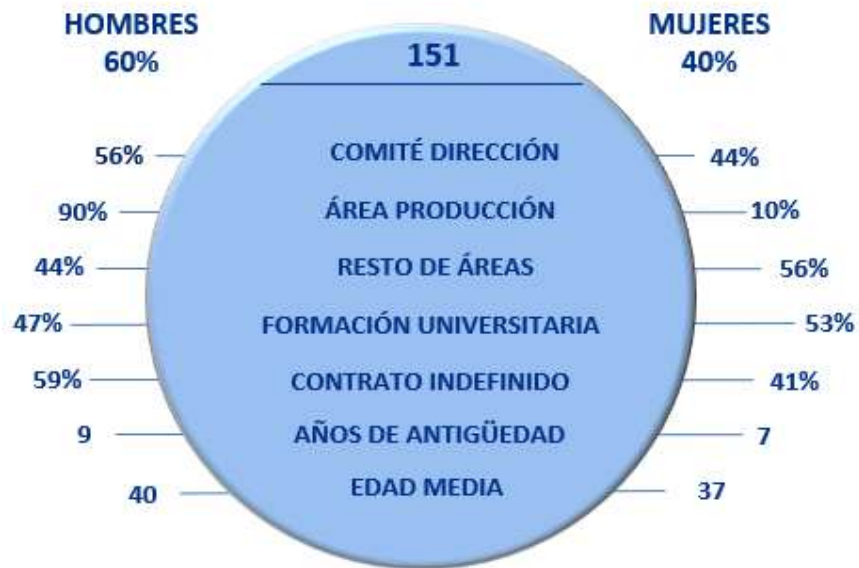 HOMBRES
60%
151
MUJERES
40%
56% COMITÉ DIRECCIÓN 44%
90% ÁREA PRODUCCIÓN 10%
44% RESTO DE ÁREAS 56%
47% FORMACIÓN UNIVERSITARIA 53%
59% CONTRATO INDEFINIDO 41%
9 AÑOS DE ANTIGÜEDAD 7
40 EDAD MEDIA 37